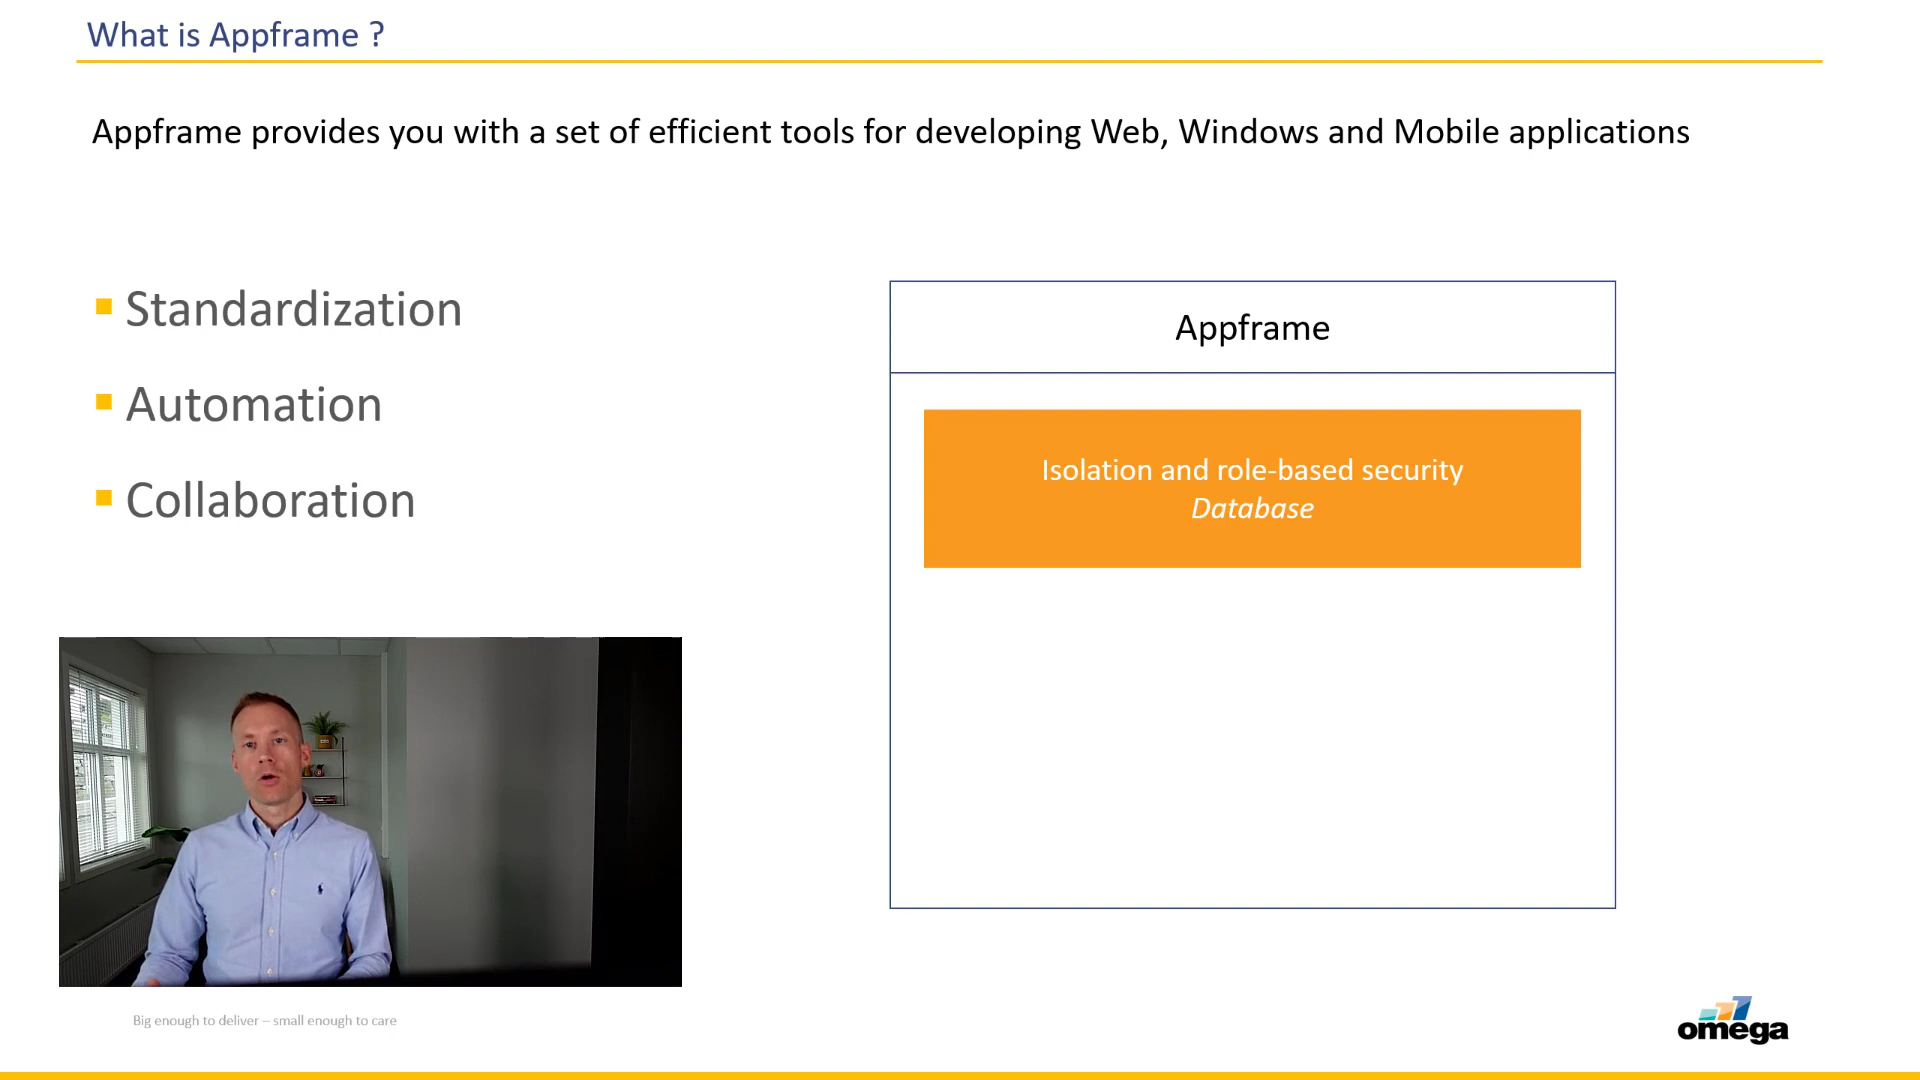 What is Appframe ?
Appframe provides you with a set of efficient tools for developing Web, Windows and Mobile applications
Standardization
Automation
Collaboration
Appframe
Isolation and role-based security
Database
Big enough to deliver – small enough to care
omega